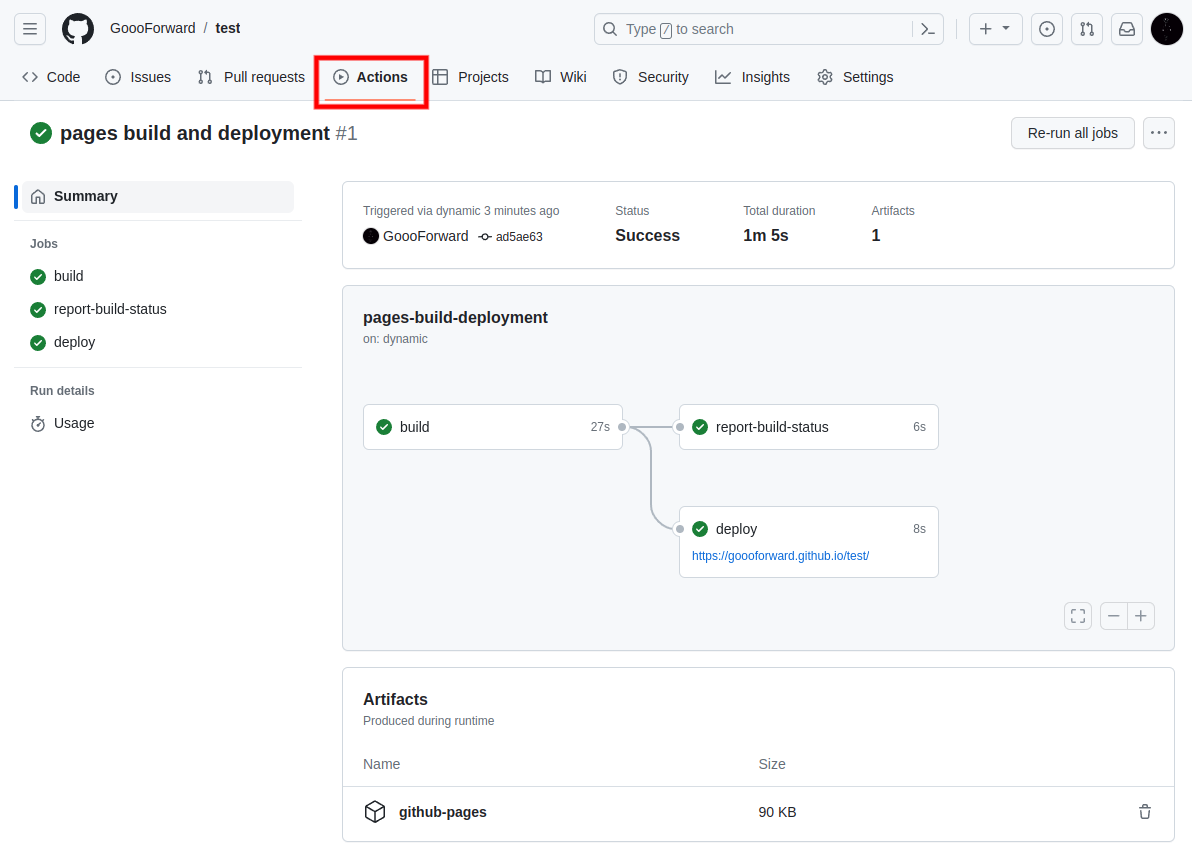 GoooForward / test
Type / to search
Code Issues Pull requests Actions Projects Wiki Security Insights Settings
pages build and deployment #1
Re-run all jobs
Summary
Jobs
build
report-build-status
deploy
Run details
Usage
Triggered via dynamic 3 minutes ago
GoooForward ad5ae63
Status
Success
Total duration
1m 5s
Artifacts
1
pages-build-deployment
on: dynamic
build 27s
report-build-status 6s
deploy 8s
https://goooforward.github.io/test/
Artifacts
Produced during runtime
Name Size
github-pages 90 KB